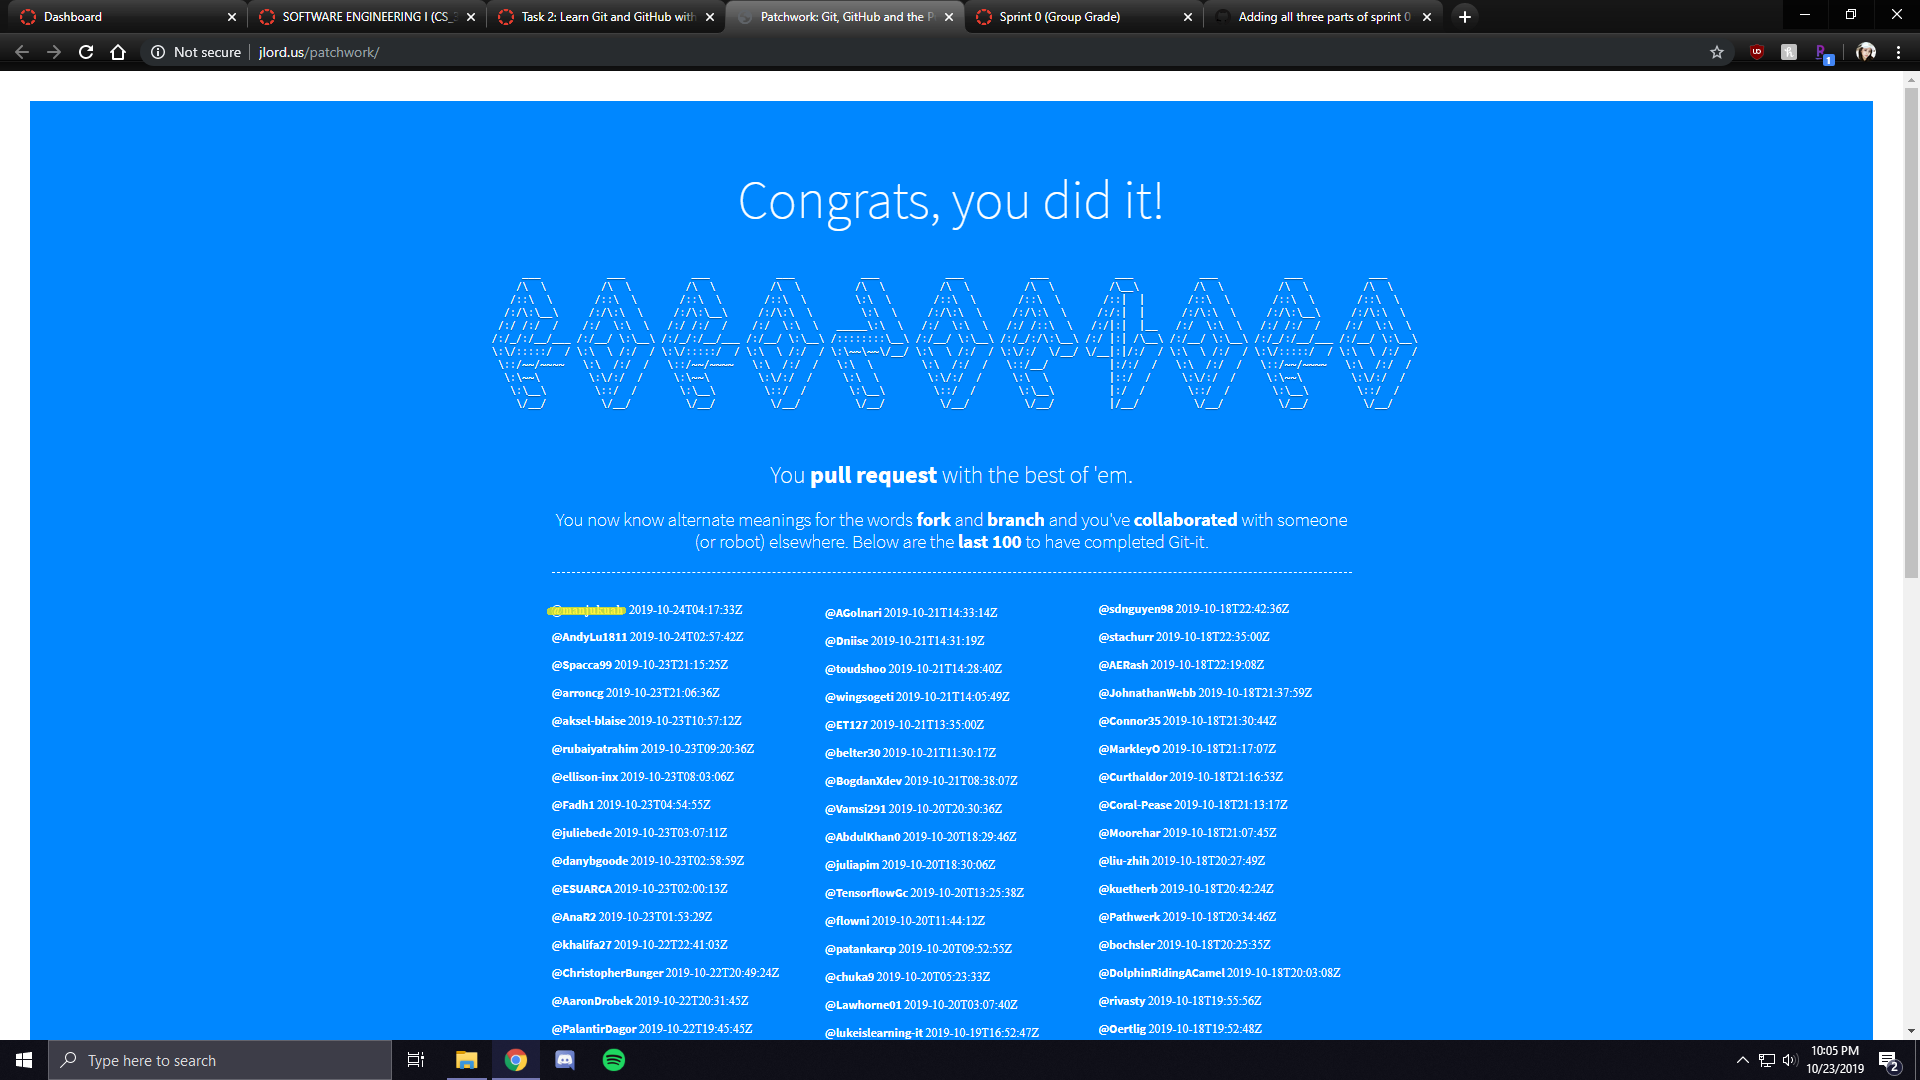 Dashboard
SOFTWARE ENGINEERING I (CS_3
Task 2: Learn Git and GitHub with
Patchwork: Git, GitHub and the P
Sprint 0 (Group Grade)
Adding all three parts of sprint 0
Not secure
jlord.us/patchwork/
1
Congrats, you did it!
You pull request with the best of 'em.
You now know alternate meanings for the words fork and branch and you've collaborated with someone
(or robot) elsewhere. Below are the last 100 to have completed Git-it.
2019-10-24T04:17:33Z
@AndyLu1811 2019-10-24T02:57:42Z
@Spacca99 2019-10-23T21:15:25Z
@arroncg 2019-10-23T21:06:36Z
@aksel-blaise 2019-10-23T10:57:12Z
@rubaiyatrahim 2019-10-23T09:20:36Z
@ellison-inx 2019-10-23T08:03:06Z
@Fadh1 2019-10-23T04:54:55Z
@juliebede 2019-10-23T03:07:11Z
@danybgoode 2019-10-23T02:58:59Z
@ESUARCA 2019-10-23T02:00:13Z
@AnaR2 2019-10-23T01:53:29Z
@khalifa27 2019-10-22T22:41:03Z
@ChristopherBunger 2019-10-22T20:49:24Z
@AaronDrobek 2019-10-22T20:31:45Z
@PalantirDagor 2019-10-22T19:45:45Z
@AGolnari 2019-10-21T14:33:14Z
@Dniise 2019-10-21T14:31:19Z
@toudshoo 2019-10-21T14:28:40Z
@wingsogeti 2019-10-21T14:05:49Z
@ET127 2019-10-21T13:35:00Z
@belter30 2019-10-21T11:30:17Z
@BogdanXdev 2019-10-21T08:38:07Z
@Vamsi291 2019-10-20T20:30:36Z
@AbdulKhan0 2019-10-20T18:29:46Z
@juliapim 2019-10-20T18:30:06Z
@TensorflowGc 2019-10-20T13:25:38Z
@flowni 2019-10-20T11:44:12Z
@patankarcp 2019-10-20T09:52:55Z
@chuka9 2019-10-20T05:23:33Z
@Lawhorne01 2019-10-20T03:07:40Z
@lukeislearning-it 2019-10-19T16:52:47Z
@sdnguyen98 2019-10-18T22:42:36Z
@stachurr 2019-10-18T22:35:00Z
@AERash 2019-10-18T22:19:08Z
@JohnathanWebb 2019-10-18T21:37:59Z
@Connor35 2019-10-18T21:30:44Z
@MarkleyO 2019-10-18T21:17:07Z
@Curthaldor 2019-10-18T21:16:53Z
@Coral-Pease 2019-10-18T21:13:17Z
@Moorehar 2019-10-18T21:07:45Z
@liu-zhih 2019-10-18T20:27:49Z
@kuetherb 2019-10-18T20:42:24Z
@Pathwerk 2019-10-18T20:34:46Z
@bochsler 2019-10-18T20:25:35Z
@DolphinRidingACamel 2019-10-18T20:03:08Z
@rivasty 2019-10-18T19:55:56Z
@Oertlig 2019-10-18T19:52:48Z
Type here to search
10:05 PM
10/23/2019
2